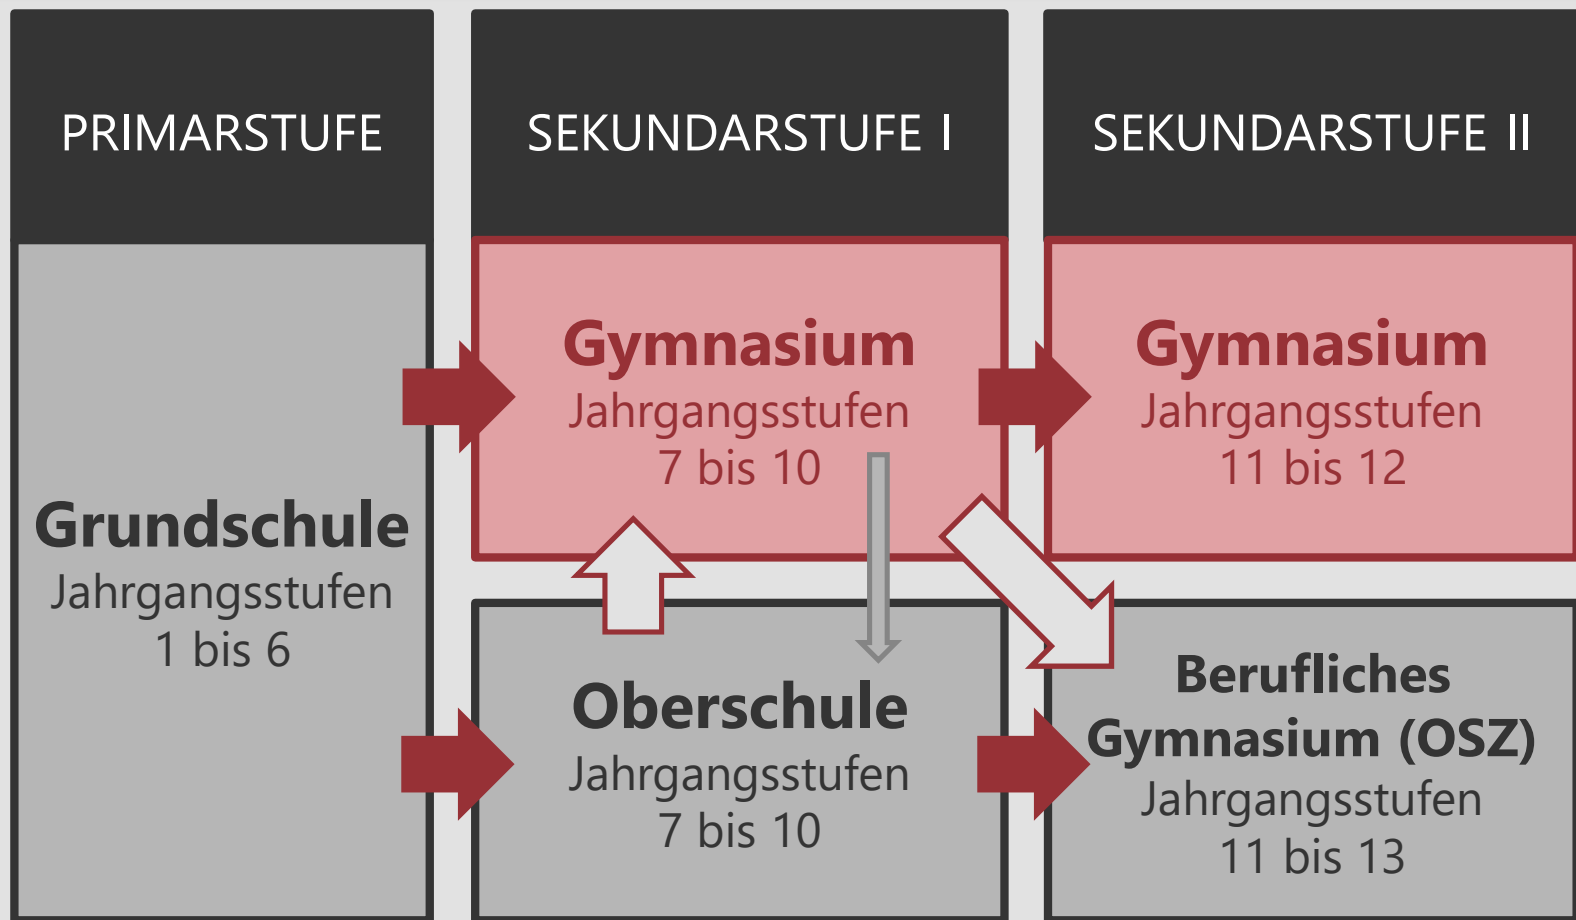 PRIMARSTUFE
SEKUNDARSTUFE I
SEKUNDARSTUFE II
Grundschule
Jahrgangsstufen
1 bis 6
Gymnasium
Jahrgangsstufen
7 bis 10
Gymnasium
Jahrgangsstufen
11 bis 12
Oberschule
Jahrgangsstufen
7 bis 10
Berufliches
Gymnasium (OSZ)
Jahrgangsstufen
11 bis 13